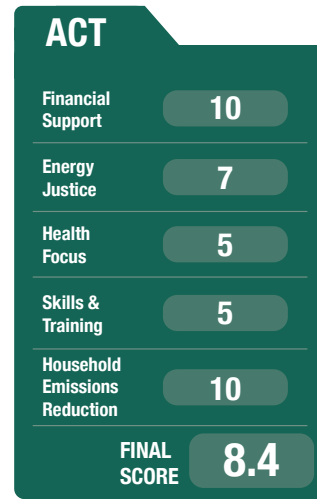 ACT
Financial
Support
10
Energy
Justice
7
Health
Focus
5
Skills &
Training
5
Household
Emissions
Reduction
10
FINAL
SCORE
8.4